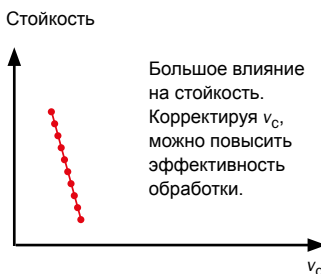 Стойкость
Большое влияние
на стойкость.
Корректируя vc,
можно повысить
эффективность
обработки.
vc